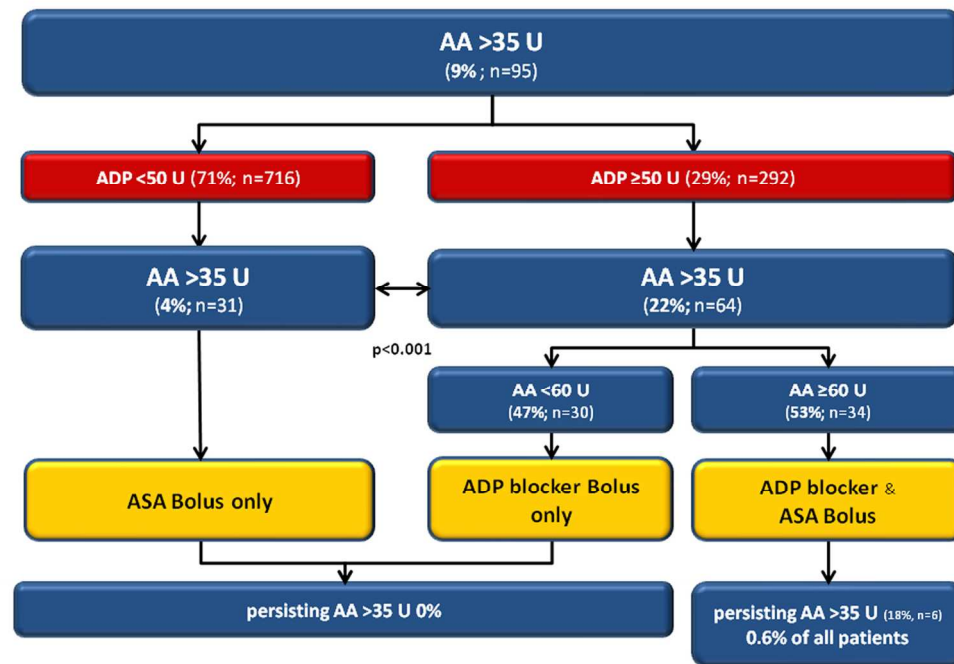 AA >35 U
(9% ; n=95)
ADP <50 U (71%; n=716)
ADP ≥50 U (29%; n=292)
AA >35 U
(4%; n=31)
AA >35 U
(22%; n=64)
p<0.001
AA <60 U
(47%; n=30)
AA ≥60 U
(53%; n=34)
ASA Bolus only
ADP blocker Bolus
only
ADP blocker &
ASA Bolus
persisting AA >35 U 0%
persisting AA >35 U (18%, n=6)
0.6% of all patients